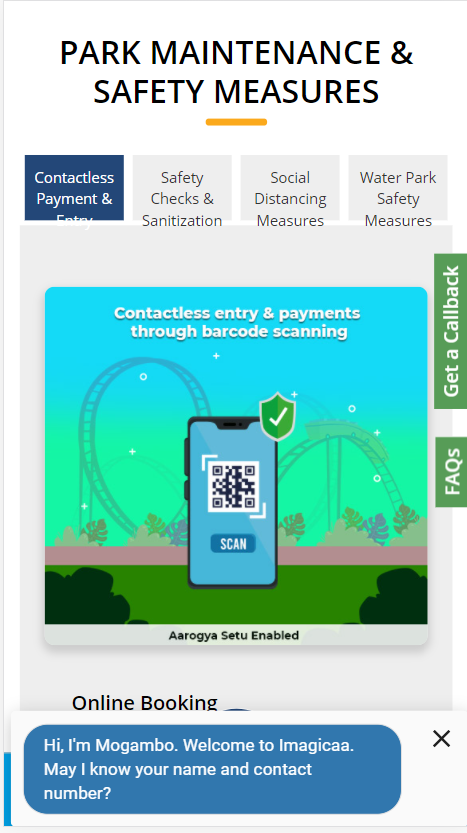 PARK MAINTENANCE &
SAFETY MEASURES
Contactless
Payment &
Entry
Safety
Checks &
Sanitization
Social
Distancing
Measures
Water Park
Safety
Measures
Get a Callback
FAQs
Contactless entry & payments
through barcode scanning
SCAN
Aarogya Setu Enabled
Online Booking
Hi, I'm Mogambo. Welcome to Imagicaa.
May I know your name and contact
number?